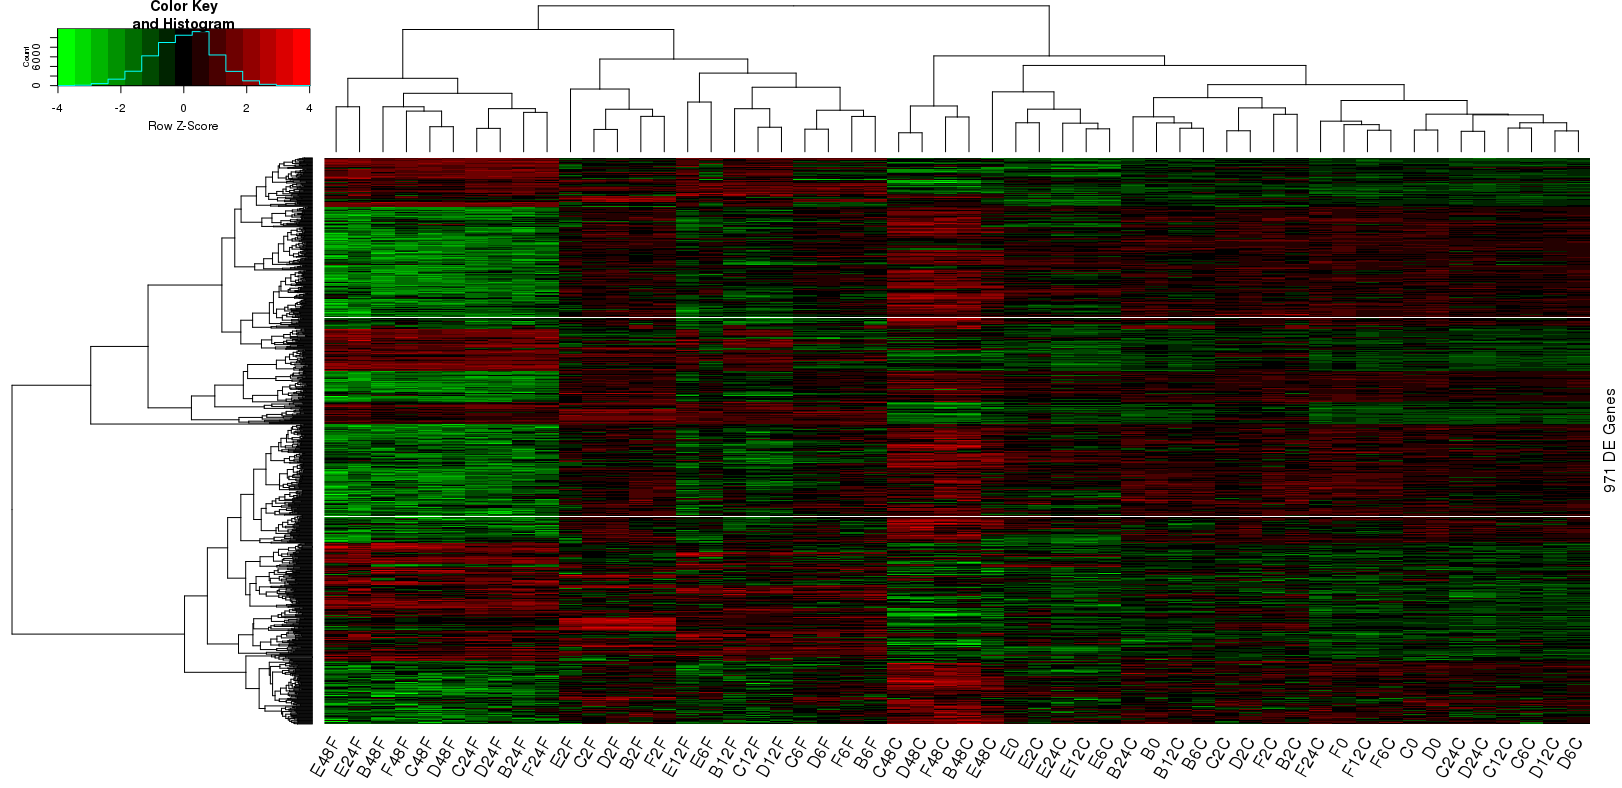 Color Key
and Histogram
Count
0 6000
-4 -2 0 2 4
Row Z-Score
971 DE Genes
E48F E24F B48F F48F C48F D48F C24F D24F B24F F24F E2F C2F D2F B2F F2F E12F E6F B12F C12F D12F C6F D6F F6F B6F C48C D48C F48C B48C E48C E0 E2C E24C E12C E6C B24C B0 B12C B6C C2C D2C F2C B2C F24C F0 F12C F6C C0 D0 C24C D24C C12C C6C D12C D6C